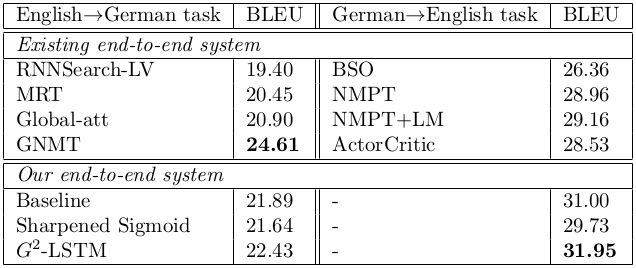 English→German task BLEU German→English task BLEU
Existing end-to-end system
RNNSearch-LV 19.40 BSO 26.36
MRT 20.45 NMPT 28.96
Global-att 20.90 NMPT+LM 29.16
GNMT 24.61 ActorCritic 28.53
Our end-to-end system
Baseline 21.89 - 31.00
Sharpened Sigmoid 21.64 - 29.73
G²-LSTM 22.43 - 31.95